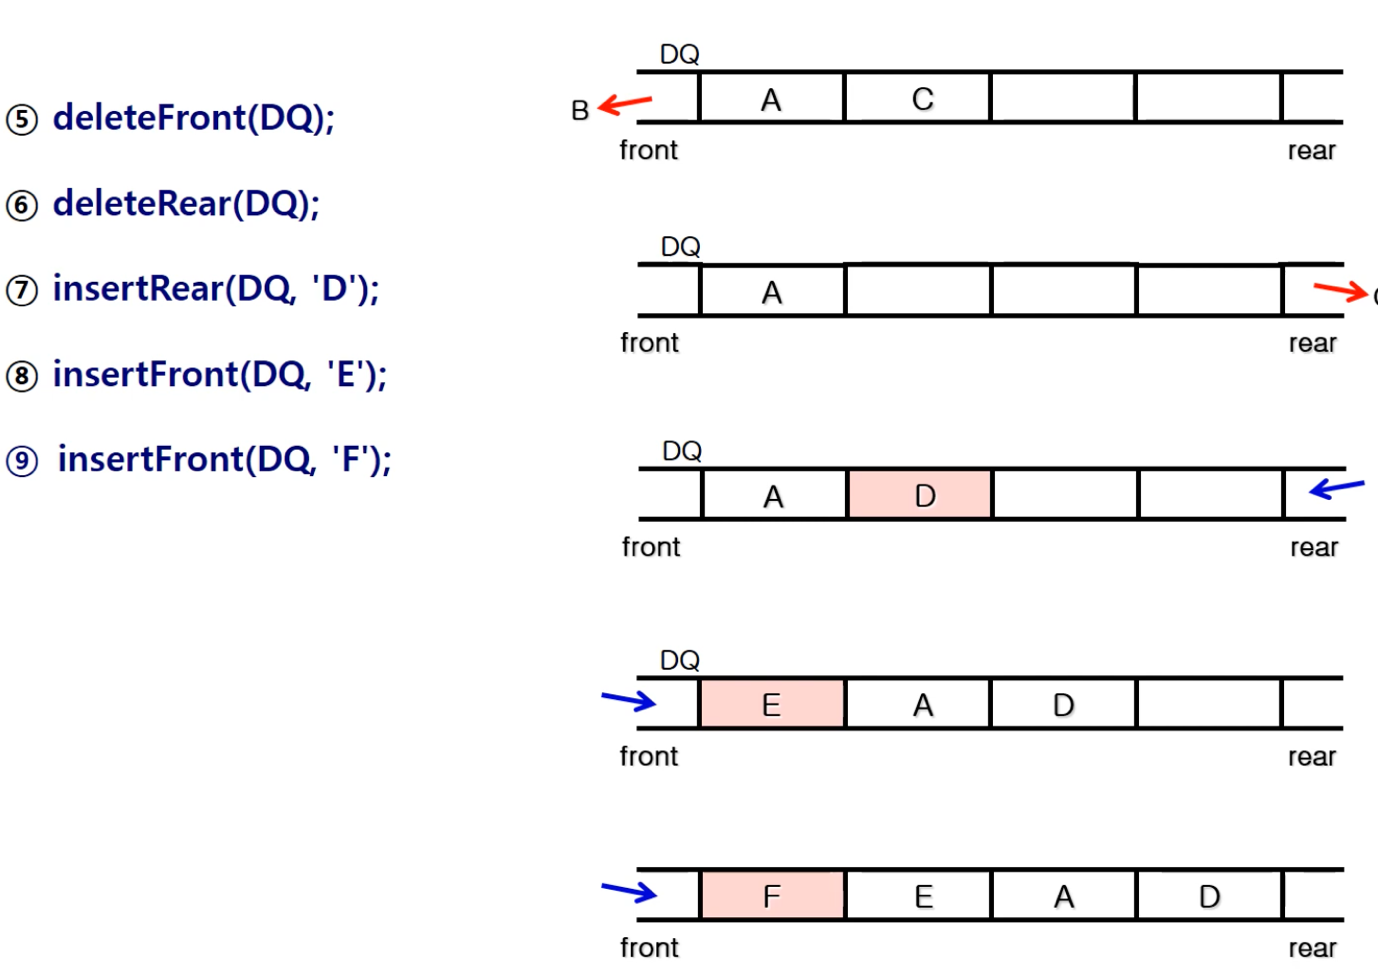 ⑤ deleteFront(DQ);
⑥ deleteRear(DQ);
⑦ insertRear(DQ, 'D');
⑧ insertFront(DQ, 'E');
⑨ insertFront(DQ, 'F');
DQ
B A C
front rear
DQ
A
front rear
DQ
A D
front rear
DQ
E A D
front rear
F E A D
front rear